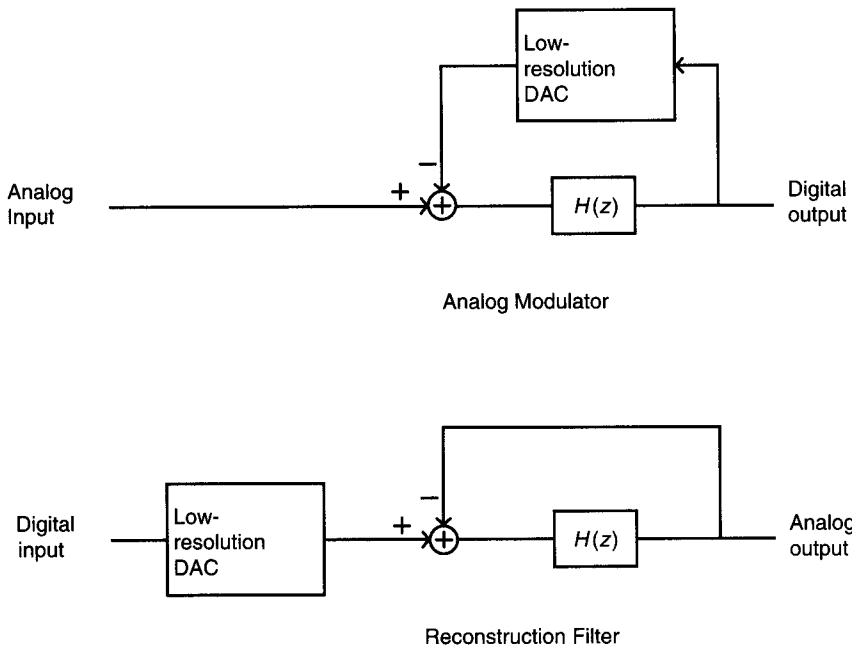 Low-
resolution
DAC
Analog
Input
+
−
+
H(z)
Digital
output
Analog Modulator
Digital
input
Low-
resolution
DAC
+
−
+
H(z)
Analog
output
Reconstruction Filter